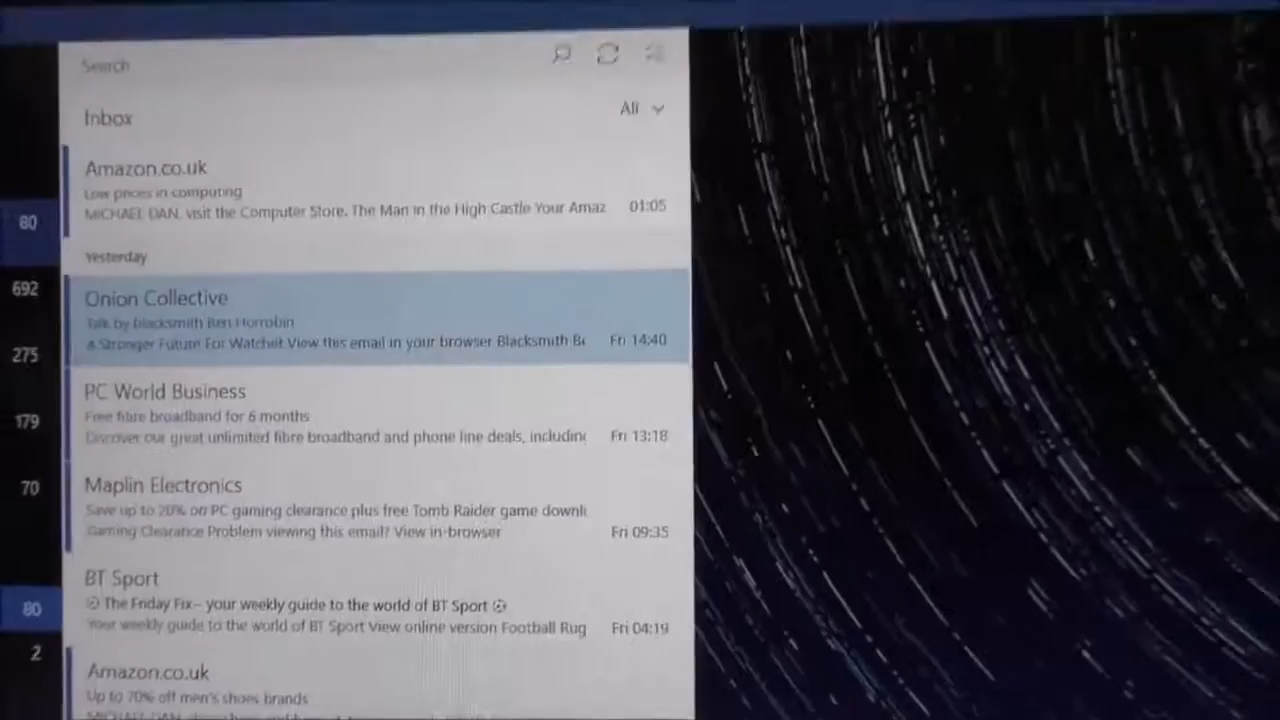 Search
Inbox
All
Amazon.co.uk
Low prices in computing
MICHAEL DAN, visit the Computer Store. The Man in the High Castle Your Amaz
01:05
80
Yesterday
692
Onion Collective
Talk by blacksmith Ben Horrobin
A Stronger Future For Watchet View this email in your browser Blacksmith Be
Fri 14:40
275
PC World Business
Free fibre broadband for 6 months
Discover our great unlimited fibre broadband and phone line deals, including
Fri 13:18
179
Maplin Electronics
Save up to 20% on PC gaming clearance plus free Tomb Raider game downl
Gaming Clearance Problem viewing this email? View in-browser
Fri 09:35
70
BT Sport
The Friday Fix – your weekly guide to the world of BT Sport
Your weekly guide to the world of BT Sport View online version Football Rug
Fri 04:19
80
2
Amazon.co.uk
Up to 70% off men's shoes brands
MICHAEL DAN,